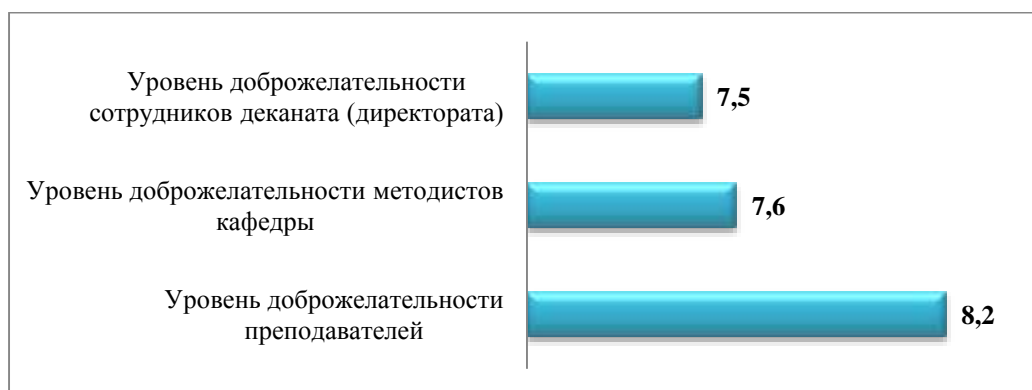 Уровень доброжелательности
сотрудников деканата (директората)
7,5
Уровень доброжелательности методистов
кафедры
7,6
Уровень доброжелательности
преподавателей
8,2